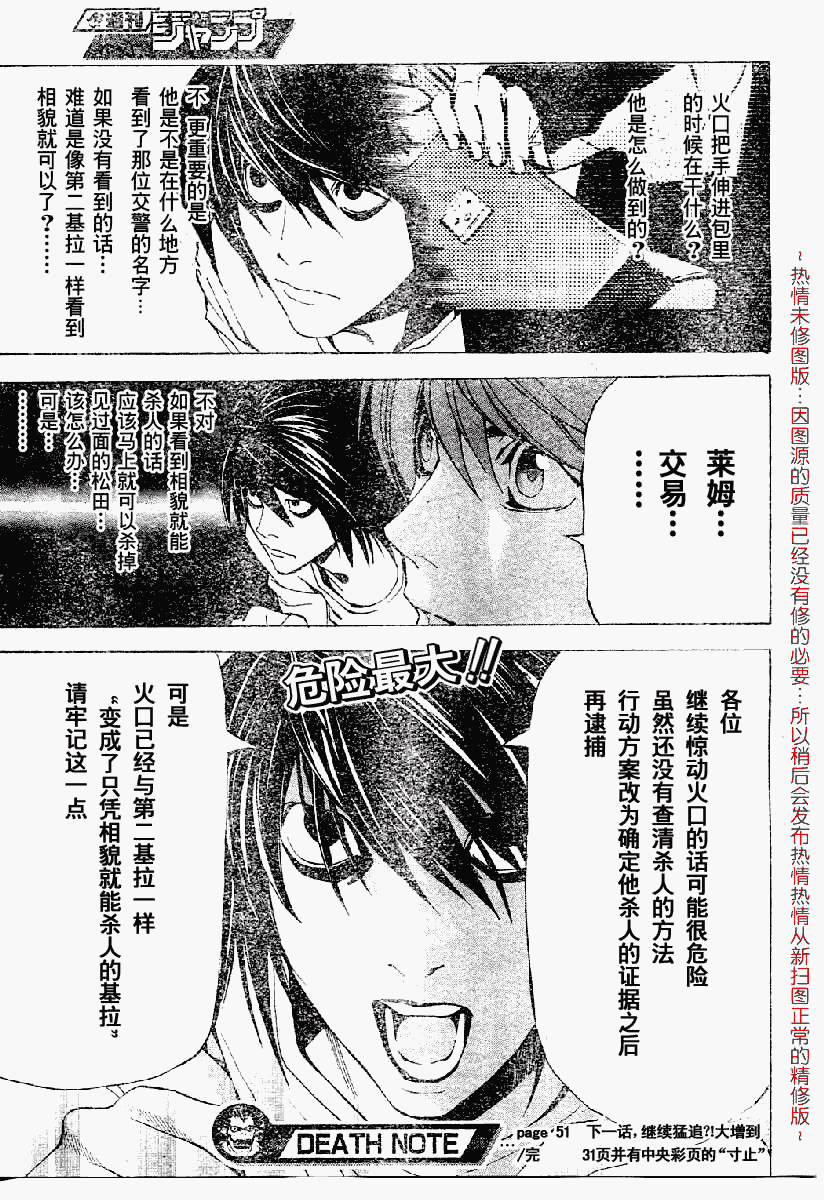 週刊
少年
ジャンプ
火口把手伸进包里
的时候在干什么？
他是怎么做到的？
不 更重要的是
他是不是在什么地方
看到了那位交警的名字…
如果没有看到的话…
难道是像第二基拉一样看到
相貌就可以了？……
莱姆…
交易…
……
不对
如果看到相貌就能
杀人的话
应该马上就可以杀掉
见过面的松田…
该怎么办…
可是…
………
危险最大!!
各位
继续惊动火口的话可能很危险
虽然还没有查清杀人的方法
行动方案改为确定他杀人的证据之后
再逮捕
可是
火口已经与第二基拉一样
“变成了只凭相貌就能杀人的基拉”
请牢记这一点
DEATH NOTE
…page 51
/完
下一话，继续猛追?!大增到
31页并有中央彩页的“寸止”
~热情未修图版…因图源的质量已经没有修的必要…所以稍后会发布热情热情从新扫图正常的精修版~